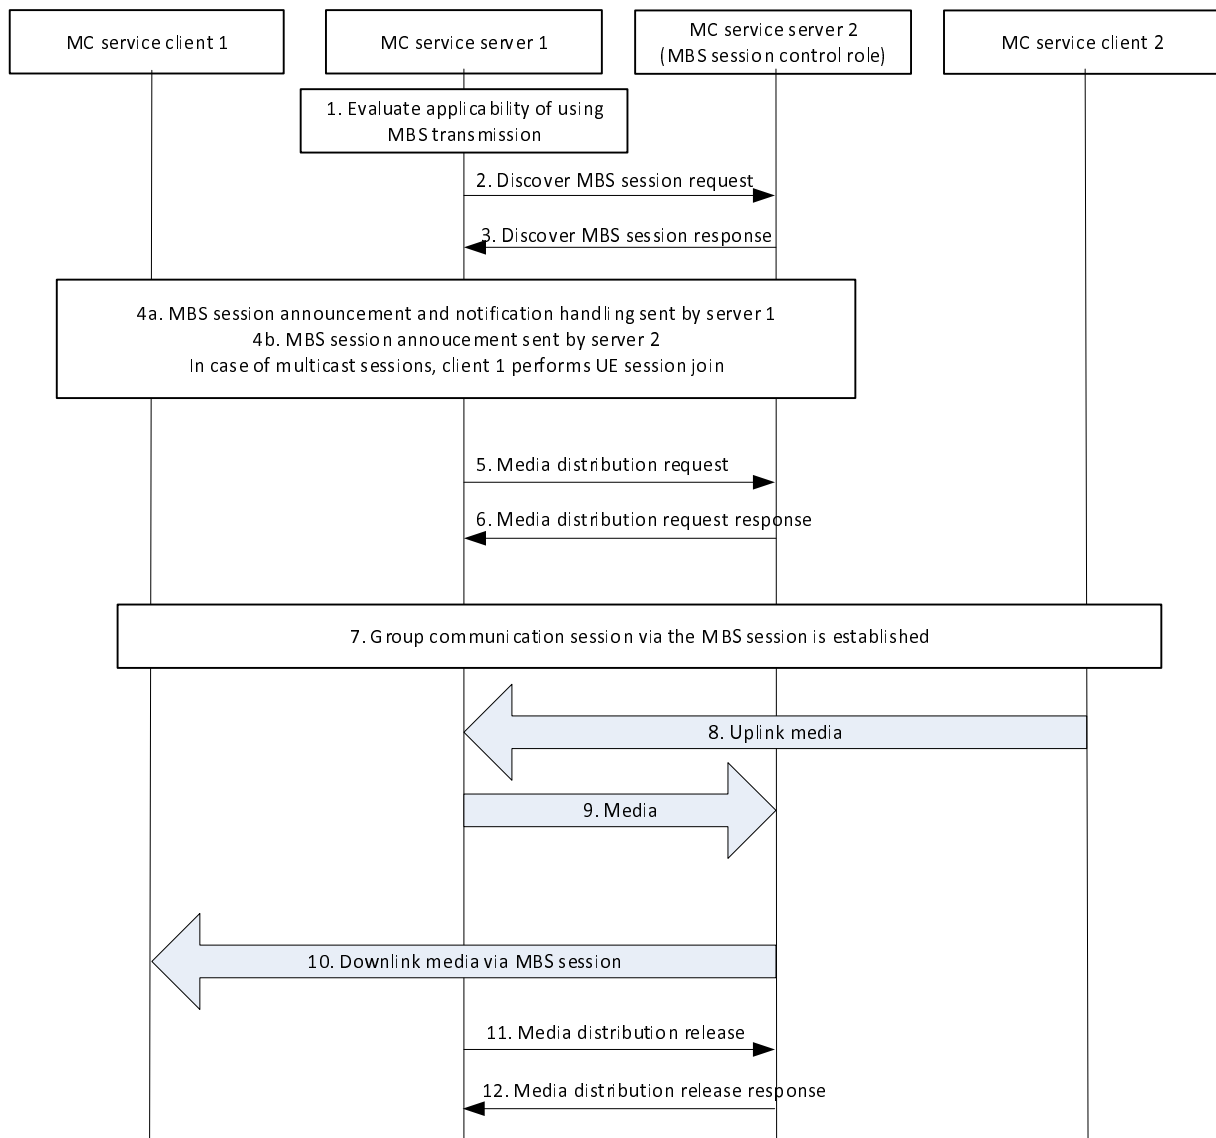 MC service client 1
MC service server 1
MC service server 2
(MBS session control role)
MC service client 2
1. Evaluate applicability of using
MBS transmission
2. Discover MBS session request
3. Discover MBS session response
4a. MBS session announcement and notification handling sent by server 1
4b. MBS session annoucement sent by server 2
In case of multicast sessions, client 1 performs UE session join
5. Media distribution request
6. Media distribution request response
7. Group communication session via the MBS session is established
8. Uplink media
9. Media
10. Downlink media via MBS session
11. Media distribution release
12. Media distribution release response